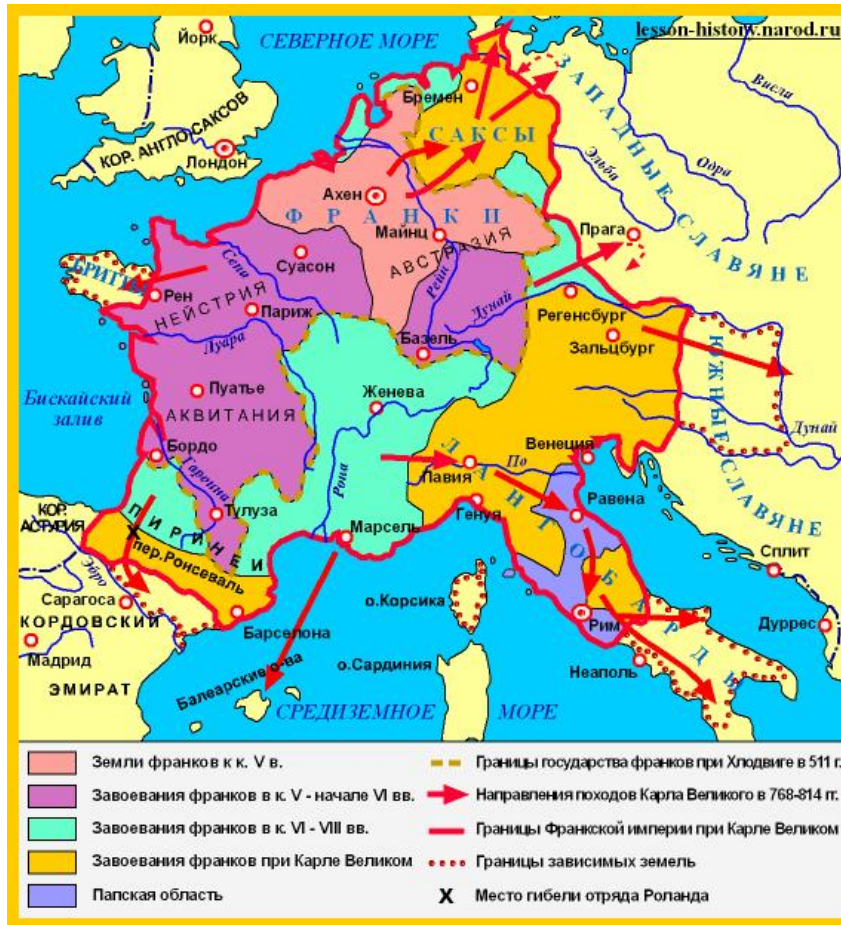 lesson-history.narod.ru
Йорк
СЕВЕРНОЕ МОРЕ
КОР. АНГЛО САКСОВ
Лондон
Бремен
САКСЫ
ЗАПАДНЫЕ СЛАВЯНЕ
Висла
Одра
Эльба
Ахен
ФРАНКИ
Майнц
АВСТРАЗИЯ
Прага
Суасон
Сена
Рейн
БРИТЫ
Рен
НЕЙСТРИЯ
Париж
Дунай
Регенсбург
Луара
Базель
Зальцбург
ЮЖНЫЕ СЛАВЯНЕ
Бискайский
залив
Пуатье
АКВИТАНИЯ
Женева
Дунай
Бордо
Гаронна
Рона
ЛАНГОБАРДЫ
Павия
По
Венеция
Равена
КОР.
АСТУРИЯ
ПИРИНЕИ
Тулуза
Марсель
Генуя
пер.Ронсеваль
Эбро
Сплит
Сарагоса
о.Корсика
КОРДОВСКИЙ
Барселона
Рим
Дуррес
Мадрид
о.Сардиния
Неаполь
ЭМИРАТ
Балеарские о-ва
СРЕДИЗЕМНОЕ МОРЕ
Земли франков к к. V в.
Завоевания франков в к. V - начале VI вв.
Завоевания франков в к. VI - VIII вв.
Завоевания франков при Карле Великом
Папская область
Границы государства франков при Хлодвиге в 511 г.
Направления походов Карла Великого в 768-814 гг.
Границы Франкской империи при Карле Великом
Границы зависимых земель
X Место гибели отряда Роланда